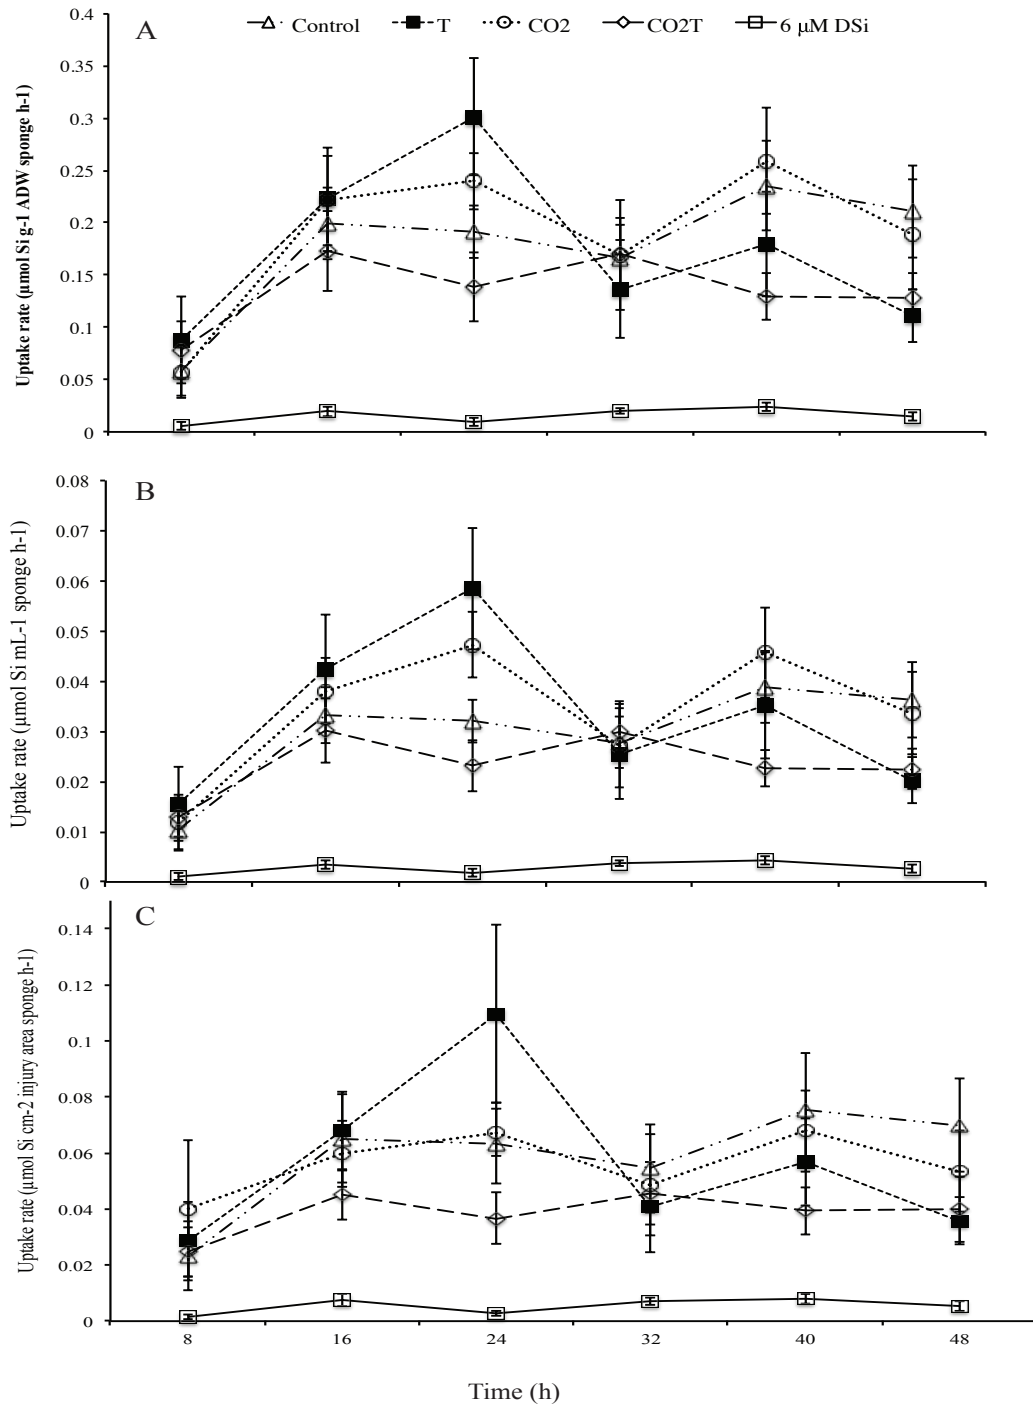 A
Control T CO2 CO2T 6 µM DSi
0.4
0.35
0.3
0.25
0.2
0.15
0.1
0.05
0
Uptake rate (µmol Si g-1 ADW sponge h-1)
B
0.08
0.07
0.06
0.05
0.04
0.03
0.02
0.01
0
Uptake rate (µmol Si mL-1 sponge h-1)
C
0.14
0.12
0.1
0.08
0.06
0.04
0.02
0
Uptake rate (µmol Si cm-2 injury area sponge h-1)
8 16 24 32 40 48
Time (h)